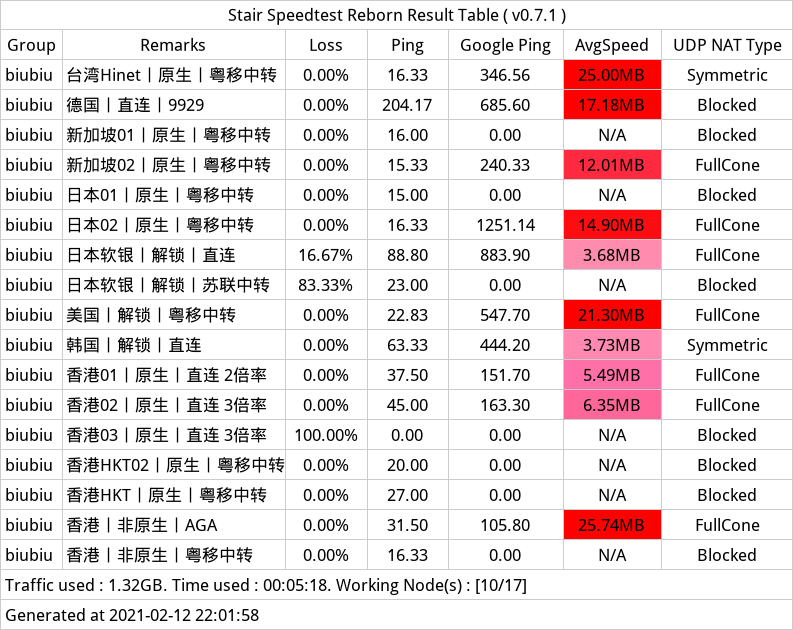 Stair Speedtest Reborn Result Table ( v0.7.1 )
Group Remarks Loss Ping Google Ping AvgSpeed UDP NAT Type
biubiu 台湾Hinet丨原生丨粤移中转 0.00% 16.33 346.56 25.00MB Symmetric
biubiu 德国丨直连丨9929 0.00% 204.17 685.60 17.18MB Blocked
biubiu 新加坡01丨原生丨粤移中转 0.00% 16.00 0.00 N/A Blocked
biubiu 新加坡02丨原生丨粤移中转 0.00% 15.33 240.33 12.01MB FullCone
biubiu 日本01丨原生丨粤移中转 0.00% 15.00 0.00 N/A Blocked
biubiu 日本02丨原生丨粤移中转 0.00% 16.33 1251.14 14.90MB FullCone
biubiu 日本软银丨解锁丨直连 16.67% 88.80 883.90 3.68MB FullCone
biubiu 日本软银丨解锁丨苏联中转 83.33% 23.00 0.00 N/A Blocked
biubiu 美国丨解锁丨粤移中转 0.00% 22.83 547.70 21.30MB FullCone
biubiu 韩国丨解锁丨直连 0.00% 63.33 444.20 3.73MB Symmetric
biubiu 香港01丨原生丨直连 2倍率 0.00% 37.50 151.70 5.49MB FullCone
biubiu 香港02丨原生丨直连 3倍率 0.00% 45.00 163.30 6.35MB FullCone
biubiu 香港03丨原生丨直连 3倍率 100.00% 0.00 0.00 N/A Blocked
biubiu 香港HKT02丨原生丨粤移中转 0.00% 20.00 0.00 N/A Blocked
biubiu 香港HKT丨原生丨粤移中转 0.00% 27.00 0.00 N/A Blocked
biubiu 香港丨非原生丨AGA 0.00% 31.50 105.80 25.74MB FullCone
biubiu 香港丨非原生丨粤移中转 0.00% 16.33 0.00 N/A Blocked
Traffic used : 1.32GB. Time used : 00:05:18. Working Node(s) : [10/17]
Generated at 2021-02-12 22:01:58